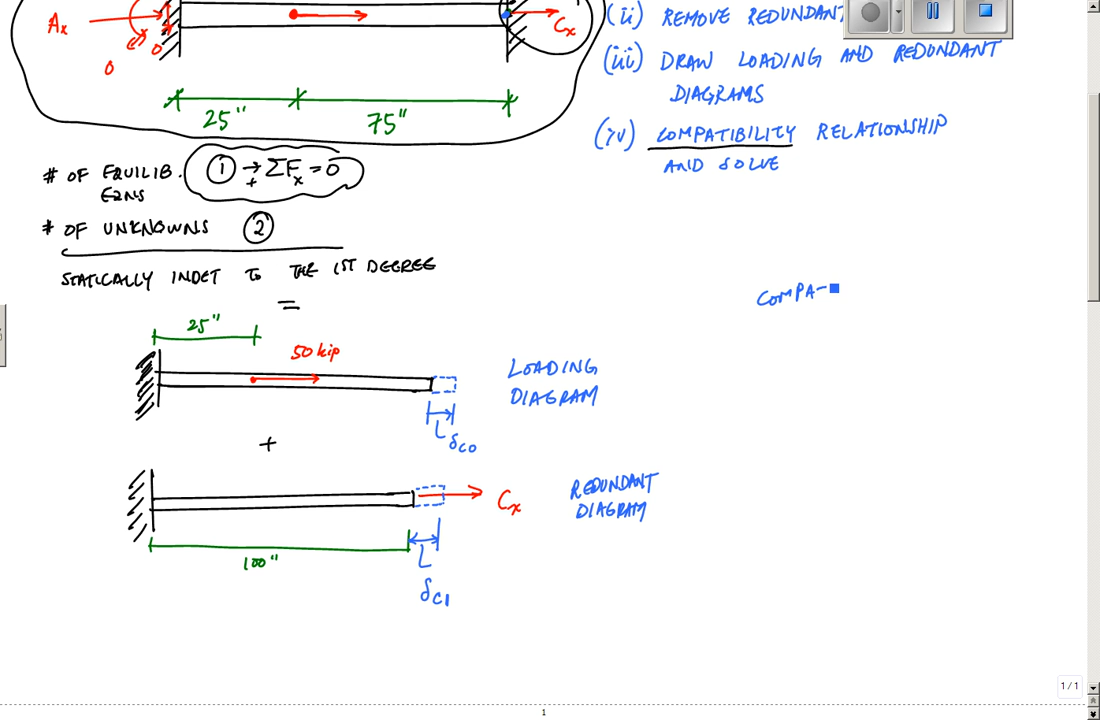 Ax
0
0
Cx
25"
75"
(ii) REMOVE REDUNDANT
(iii) DRAW LOADING AND REDUNDANT
DIAGRAMS
(iv) COMPATIBILITY RELATIONSHIP
AND SOLVE
# OF EQUILIB.
EQNS
1 → + ΣFx = 0
* OF UNKNOWNS 2
STATICALLY INDET TO THE 1ST DEGREE
=
COMPAT
25"
50 kip
LOADING
DIAGRAM
δC0
+
Cx
REDUNDANT
DIAGRAM
100"
δC1
1 / 1
1